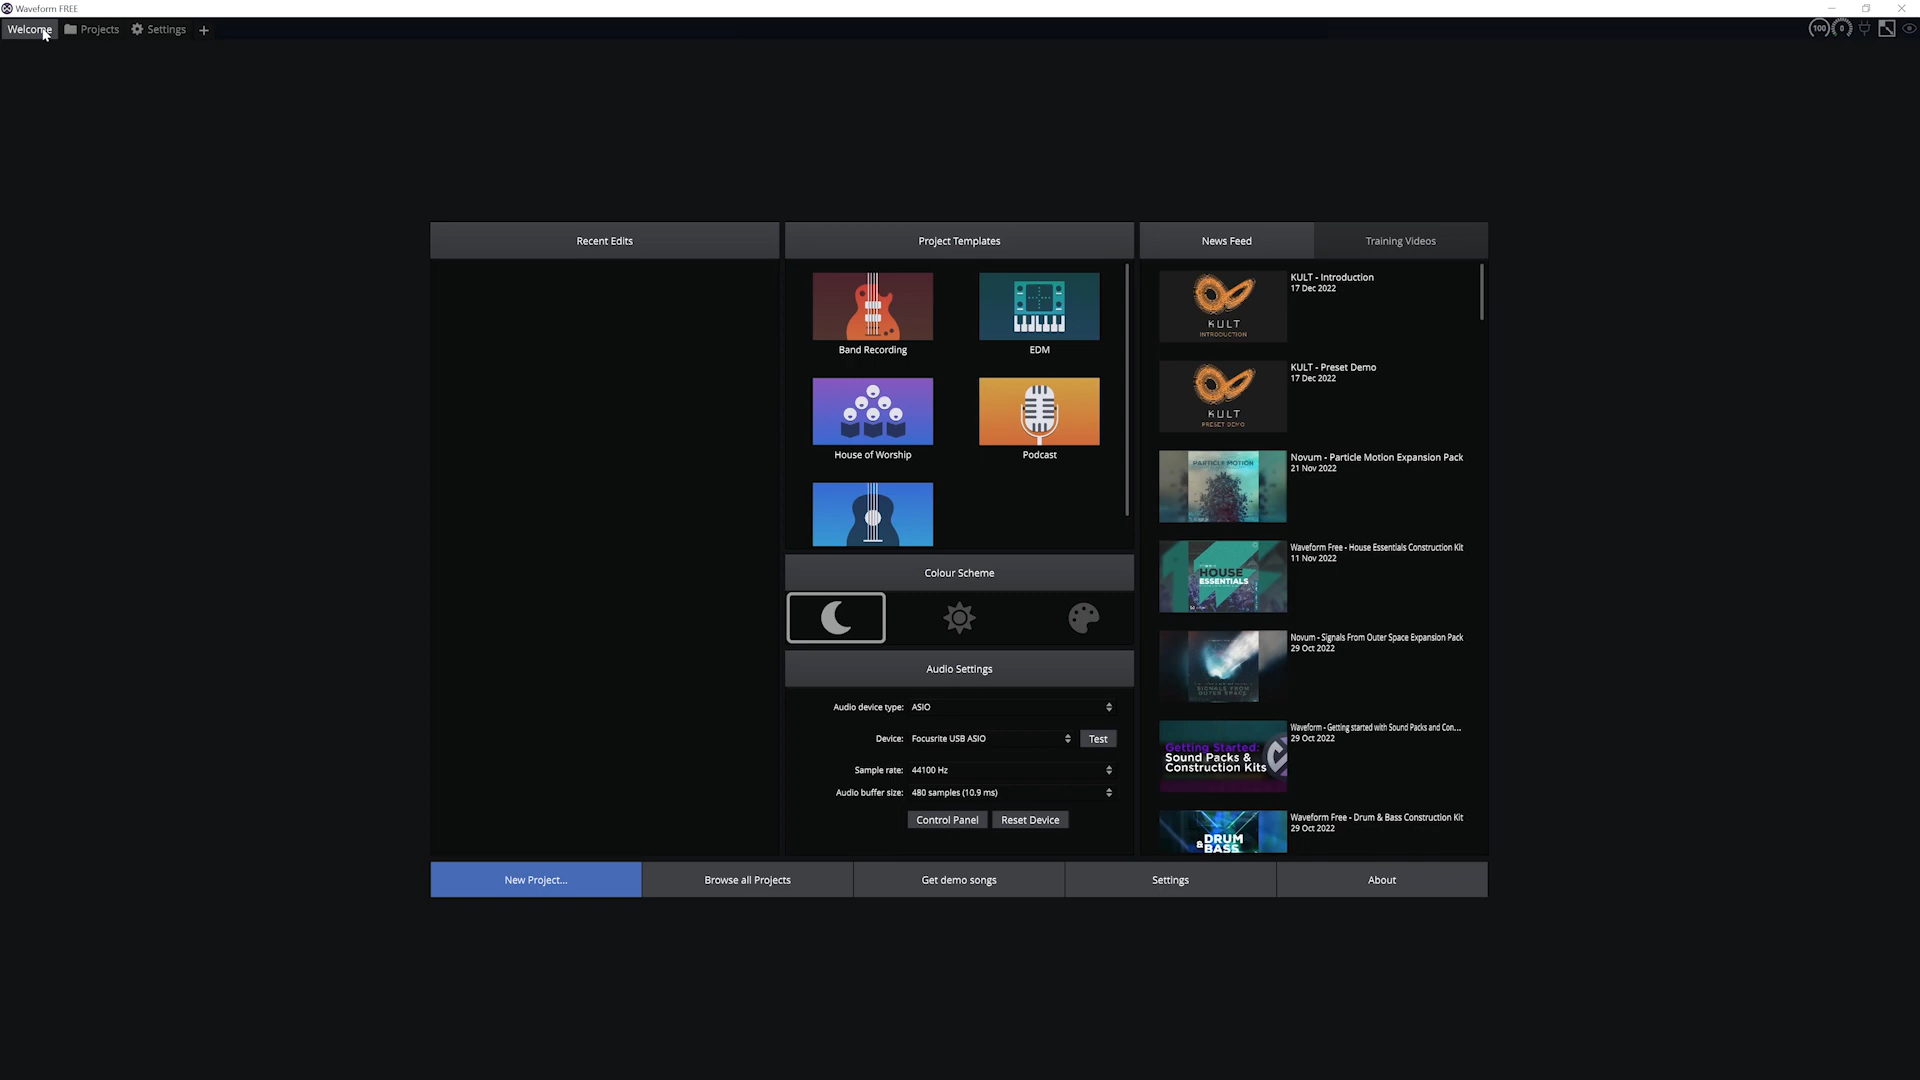 Waveform FREE
Welcome
Projects
Settings
+
100
0
Recent Edits
Project Templates
Band Recording
EDM
House of Worship
Podcast
Colour Scheme
Audio Settings
Audio device type: ASIO
Device: Focusrite USB ASIO
Test
Sample rate: 44100 Hz
Audio buffer size: 480 samples (10.9 ms)
Control Panel
Reset Device
News Feed
Training Videos
KULT
INTRODUCTION
KULT - Introduction
17 Dec 2022
KULT
PRESET DEMO
KULT - Preset Demo
17 Dec 2022
PARTICLE MOTION
Novum - Particle Motion Expansion Pack
21 Nov 2022
HOUSE
ESSENTIALS
Waveform Free - House Essentials Construction Kit
11 Nov 2022
SIGNALS FROM
OUTER SPACE
Novum - Signals From Outer Space Expansion Pack
29 Oct 2022
Getting Started:
Sound Packs &
Construction Kits
Waveform - Getting started with Sound Packs and Con...
29 Oct 2022
DRUM
& BASS
Waveform Free - Drum & Bass Construction Kit
29 Oct 2022
New Project...
Browse all Projects
Get demo songs
Settings
About